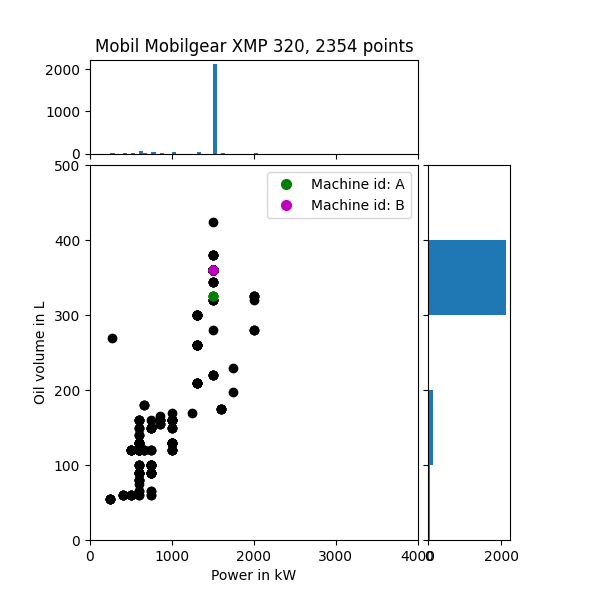 Mobil Mobilgear XMP 320, 2354 points
2000
1000
0
500
400
300
200
100
0
Oil volume in L
Machine id: A
Machine id: B
0 1000 2000 3000 4000
0 2000
Power in kW